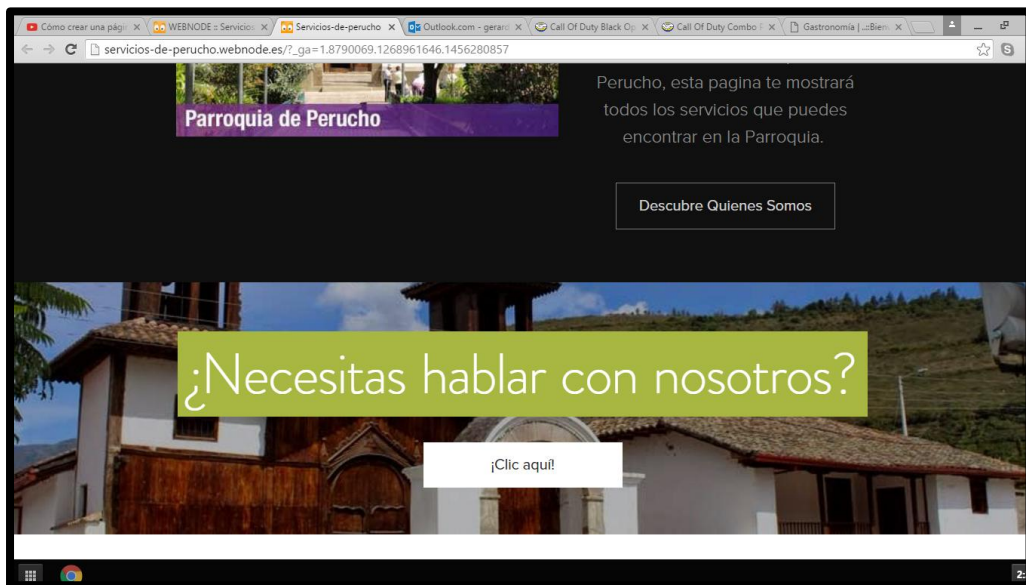 Cómo crear una pági
WEBNODE :: Servicios
Servicios-de-perucho
Outlook.com - gerard
Call Of Duty Black Op
Call Of Duty Combo
Gastronomía | ..::Bien
servicios-de-perucho.webnode.es/?_ga=1.8790069.1268961646.1456280857
Perucho, esta pagina te mostrará
todos los servicios que puedes
encontrar en la Parroquia.
Parroquia de Perucho
Descubre Quienes Somos
¿Necesitas hablar con nosotros?
¡Clic aquí!